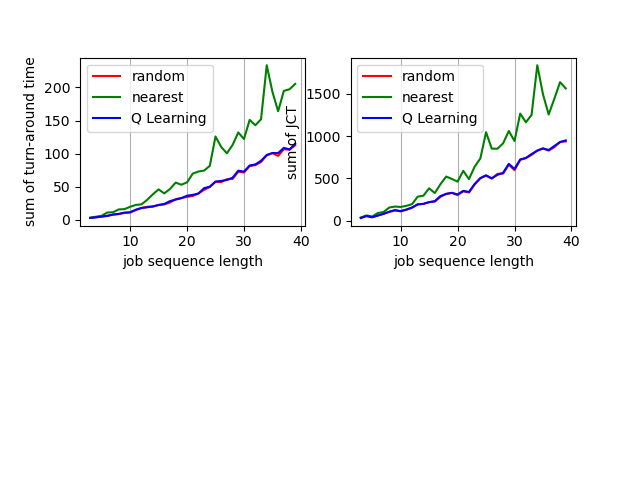 sum of turn-around time
200
150
100
50
0
random
nearest
Q Learning
10
20
30
40
job sequence length
sum of JCT
1500
1000
500
0
random
nearest
Q Learning
10
20
30
40
job sequence length